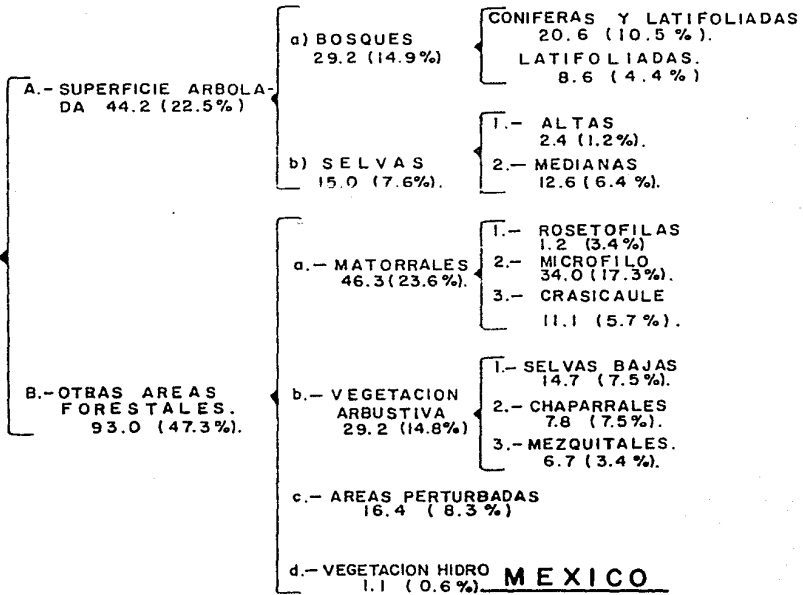 A.- SUPERFICIE ARBOLA-
DA 44.2 (22.5%)
a) BOSQUES
29.2 (14.9%)
CONIFERAS Y LATIFOLIADAS
20.6 (10.5 %).
LATIFOLIADAS.
8.6 (4.4 %)
b) SELVAS
15.0 (7.6%).
1.- ALTAS
2.4 (1.2%).
2.- MEDIANAS
12.6 (6.4 %).
B.- OTRAS AREAS
FORESTALES.
93.0 (47.3%).
a.- MATORRALES
46.3 (23.6%).
1.- ROSETOFILAS
1.2 (3.4%)
2.- MICROFILO
34.0 (17.3%).
3.- CRASICAULE
11.1 (5.7 %).
b.- VEGETACION
ARBUSTIVA
29.2 (14.8%)
1.- SELVAS BAJAS
14.7 (7.5%).
2.- CHAPARRALES
7.8 (7.5%).
3.- MEZQUITALES.
6.7 (3.4 %).
c.- AREAS PERTURBADAS
16.4 (8.3 %)
d.- VEGETACION HIDRO
1.1 (0.6%).
MEXICO